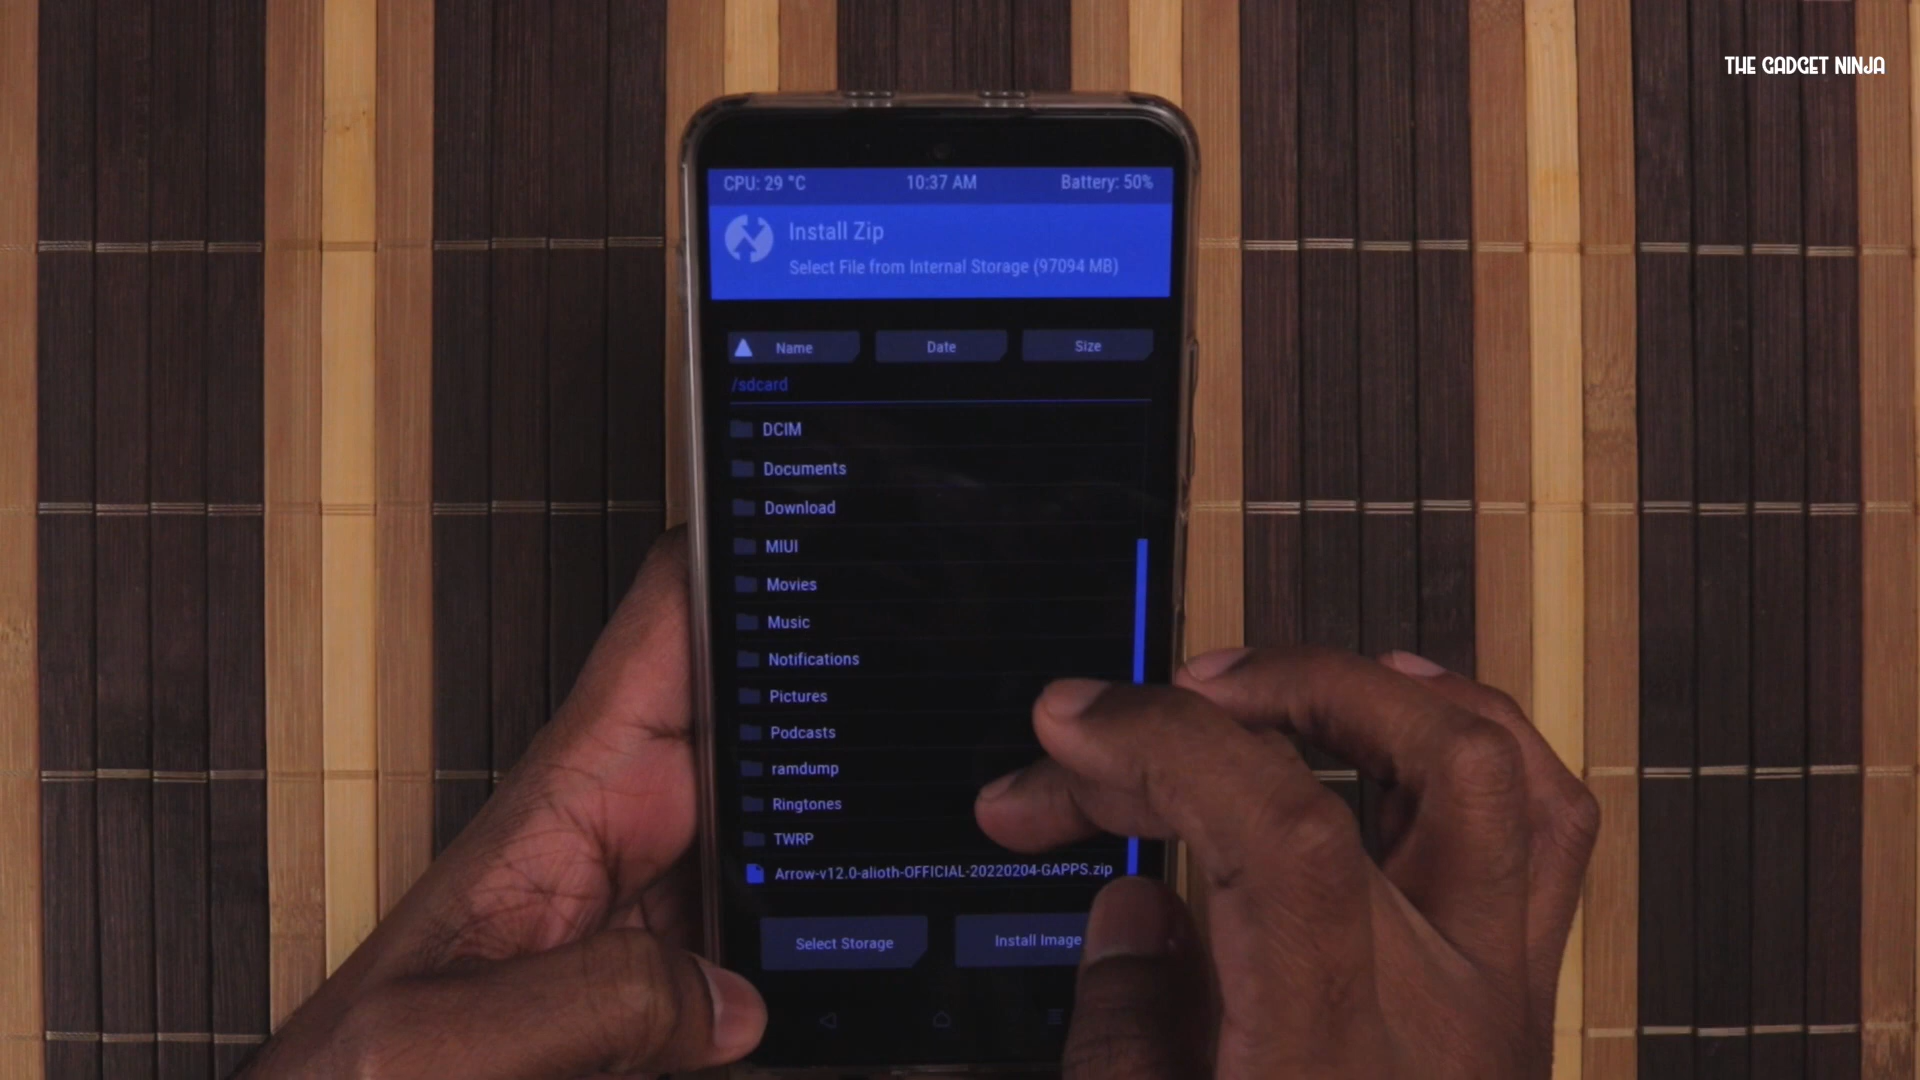 THE GADGET NINJA
CPU: 29 °C 10:37 AM Battery: 50%
Install Zip
Select File from Internal Storage (97094 MB)
Name Date Size
/sdcard
DCIM
Documents
Download
MIUI
Movies
Music
Notifications
Pictures
Podcasts
ramdump
Ringtones
TWRP
Arrow-v12.0-alioth-OFFICIAL-20220204-GAPPS.zip
Select Storage Install Image